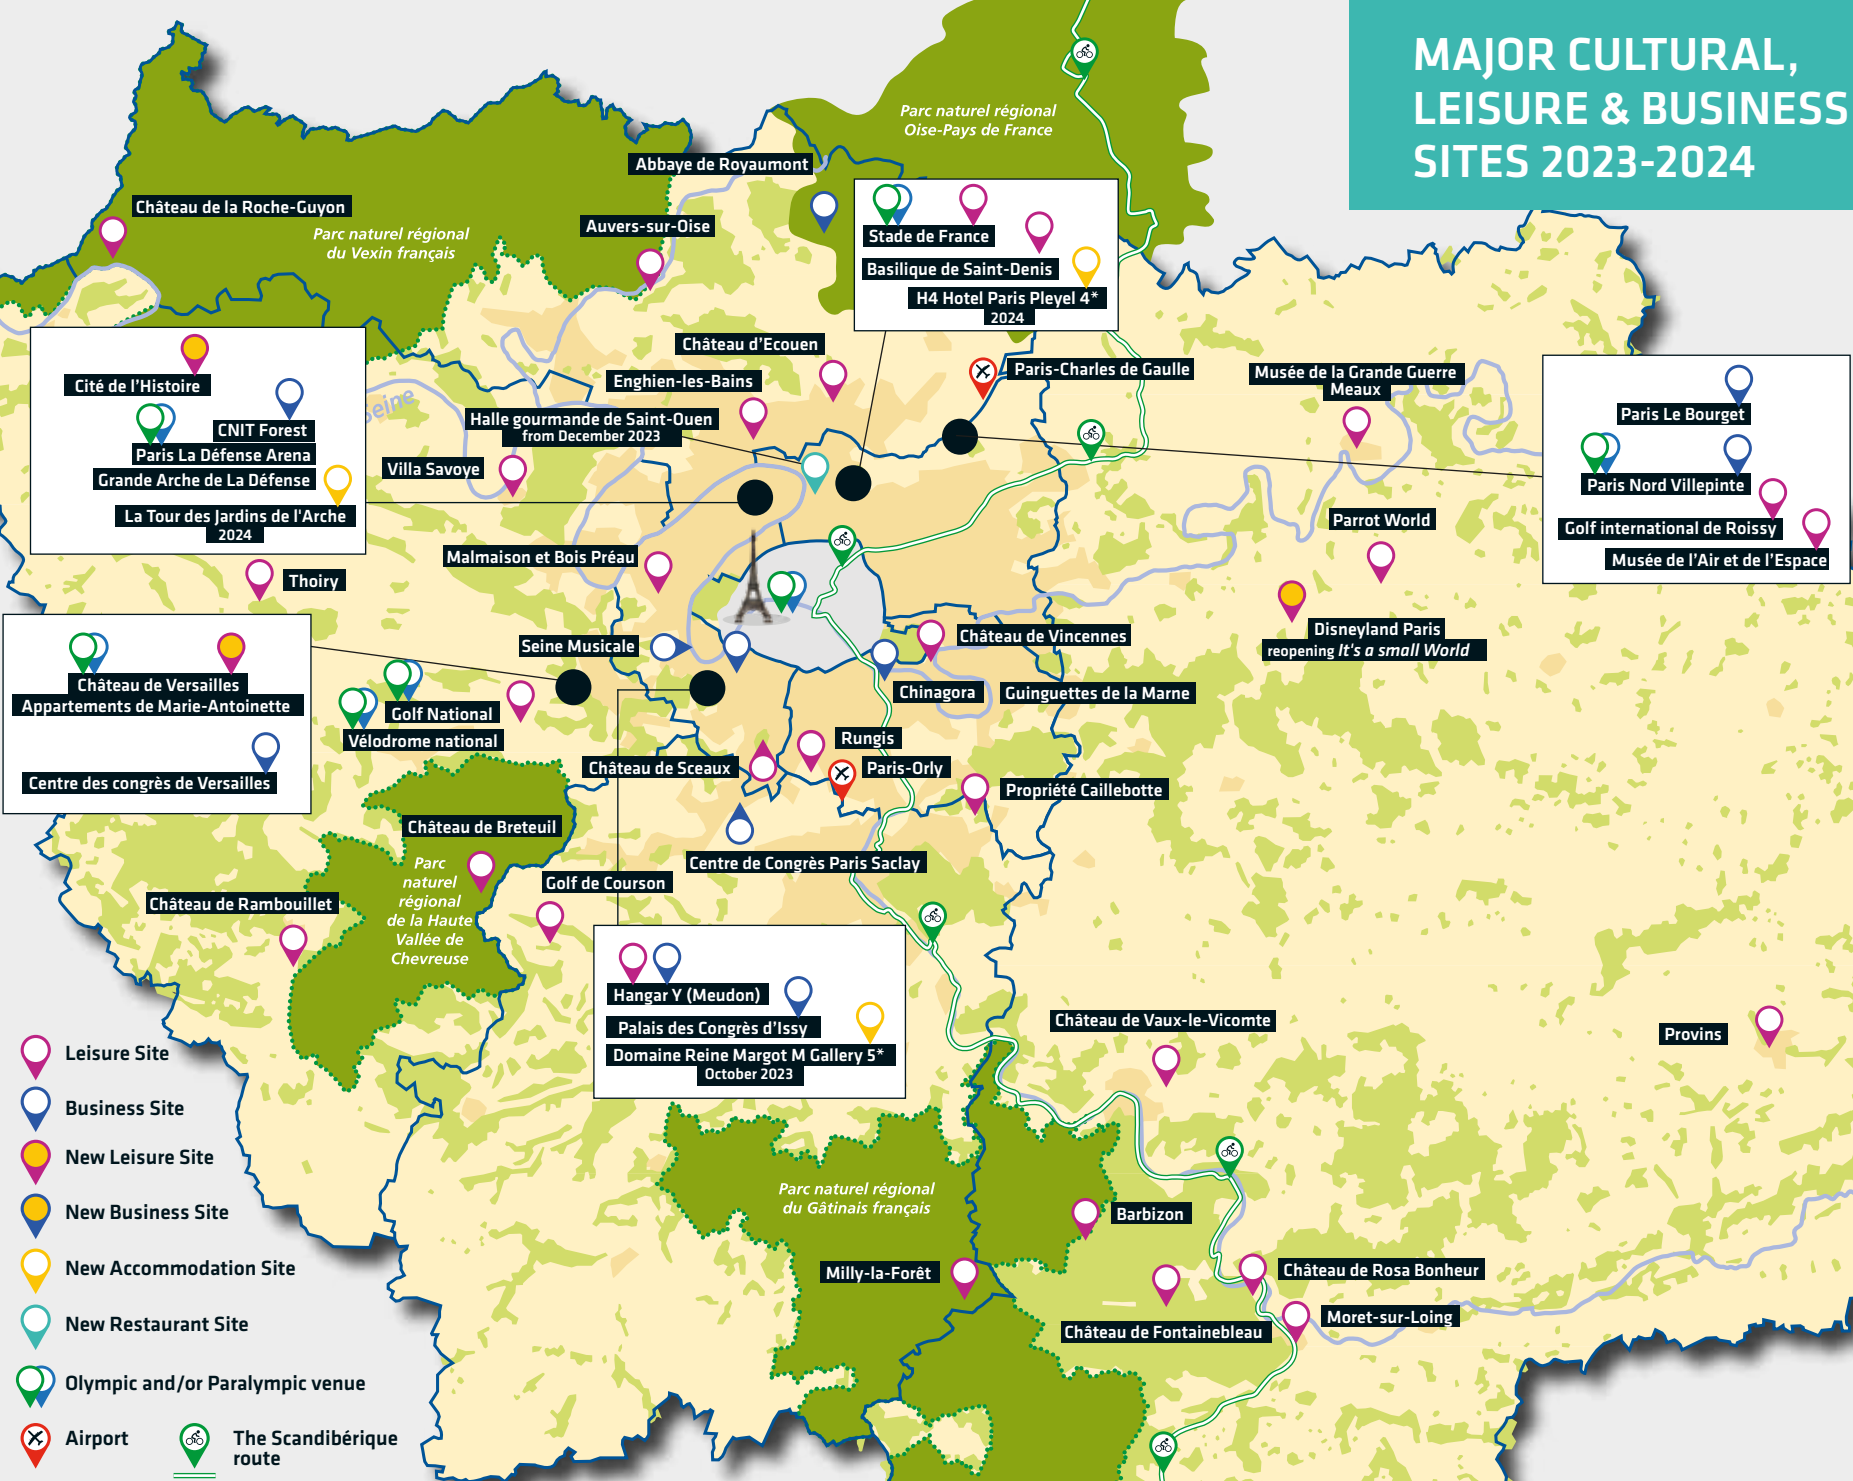 MAJOR CULTURAL,
LEISURE & BUSINESS
SITES 2023-2024
Parc naturel régional
Oise-Pays de France
Abbaye de Royaumont
Château de la Roche-Guyon
Parc naturel régional
du Vexin français
Auvers-sur-Oise
Stade de France
Basilique de Saint-Denis
H4 Hotel Paris Pleyel 4*
2024
Château d'Ecouen
Enghien-les-Bains
Paris-Charles de Gaulle
Musée de la Grande Guerre
Meaux
Cité de l'Histoire
CNIT Forest
Paris La Défense Arena
Grande Arche de La Défense
La Tour des Jardins de l'Arche
2024
Seine
Halle gourmande de Saint-Ouen
from December 2023
Villa Savoye
Paris Le Bourget
Paris Nord Villepinte
Golf international de Roissy
Musée de l'Air et de l'Espace
Parrot World
Malmaison et Bois Préau
Thoiry
Disneyland Paris
reopening It's a small World
Seine Musicale
Château de Vincennes
Château de Versailles
Appartements de Marie-Antoinette
Centre des congrès de Versailles
Chinagora
Guinguettes de la Marne
Golf National
Vélodrome national
Rungis
Château de Sceaux
Paris-Orly
Propriété Caillebotte
Château de Breteuil
Parc
naturel
régional
de la Haute
Vallée de
Chevreuse
Centre de Congrès Paris Saclay
Golf de Courson
Château de Rambouillet
Hangar Y (Meudon)
Palais des Congrès d'Issy
Domaine Reine Margot M Gallery 5*
October 2023
Château de Vaux-le-Vicomte
Provins
Parc naturel régional
du Gâtinais français
Barbizon
Milly-la-Forêt
Château de Rosa Bonheur
Moret-sur-Loing
Château de Fontainebleau
Leisure Site
Business Site
New Leisure Site
New Business Site
New Accommodation Site
New Restaurant Site
Olympic and/or Paralympic venue
Airport
The Scandibérique
route